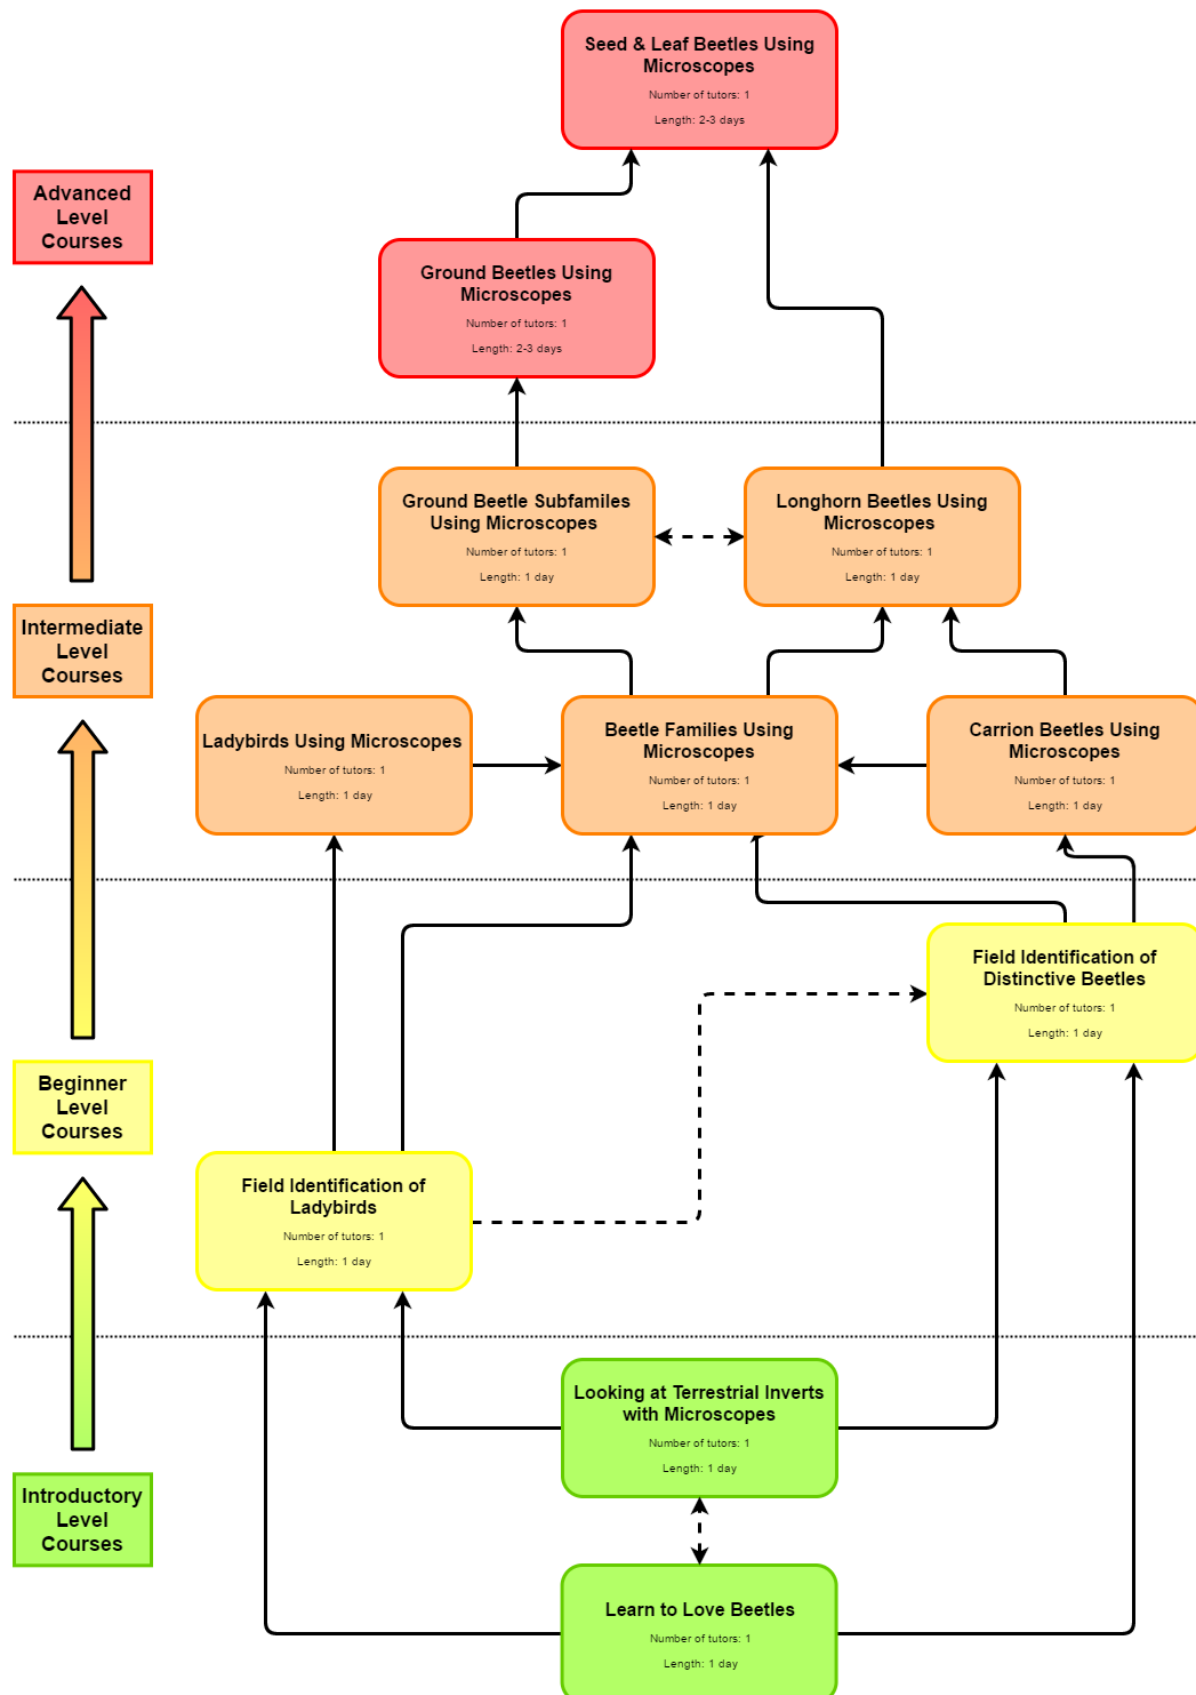 Seed & Leaf Beetles Using
Microscopes
Number of tutors: 1
Length: 2-3 days
Advanced
Level
Courses
Ground Beetles Using
Microscopes
Number of tutors: 1
Length: 2-3 days
Ground Beetle Subfamiles
Using Microscopes
Number of tutors: 1
Length: 1 day
Longhorn Beetles Using
Microscopes
Number of tutors: 1
Length: 1 day
Intermediate
Level
Courses
Ladybirds Using Microscopes
Number of tutors: 1
Length: 1 day
Beetle Families Using
Microscopes
Number of tutors: 1
Length: 1 day
Carrion Beetles Using
Microscopes
Number of tutors: 1
Length: 1 day
Field Identification of
Distinctive Beetles
Number of tutors: 1
Length: 1 day
Beginner
Level
Courses
Field Identification of
Ladybirds
Number of tutors: 1
Length: 1 day
Looking at Terrestrial Inverts
with Microscopes
Number of tutors: 1
Length: 1 day
Introductory
Level
Courses
Learn to Love Beetles
Number of tutors: 1
Length: 1 day